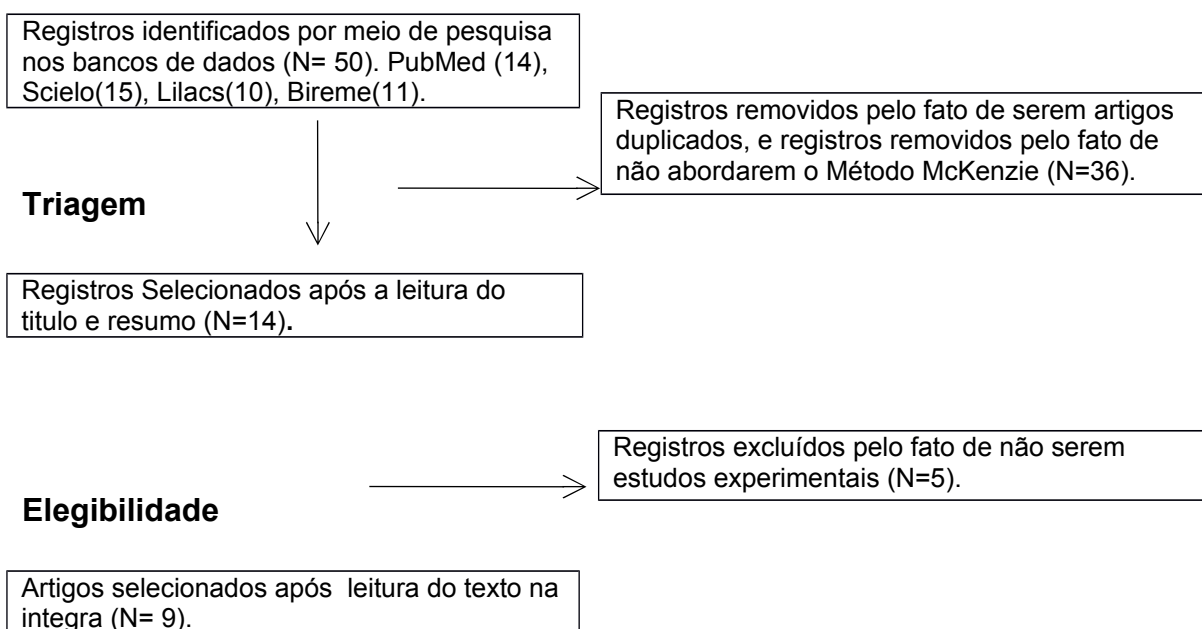 Registros identificados por meio de pesquisa
nos bancos de dados (N= 50). PubMed (14),
Scielo(15), Lilacs(10), Bireme(11).
Registros removidos pelo fato de serem artigos
duplicados, e registros removidos pelo fato de
não abordarem o Método McKenzie (N=36).
Triagem
Registros Selecionados após a leitura do
titulo e resumo (N=14).
Registros excluídos pelo fato de não serem
estudos experimentais (N=5).
Elegibilidade
Artigos selecionados após leitura do texto na
integra (N= 9).